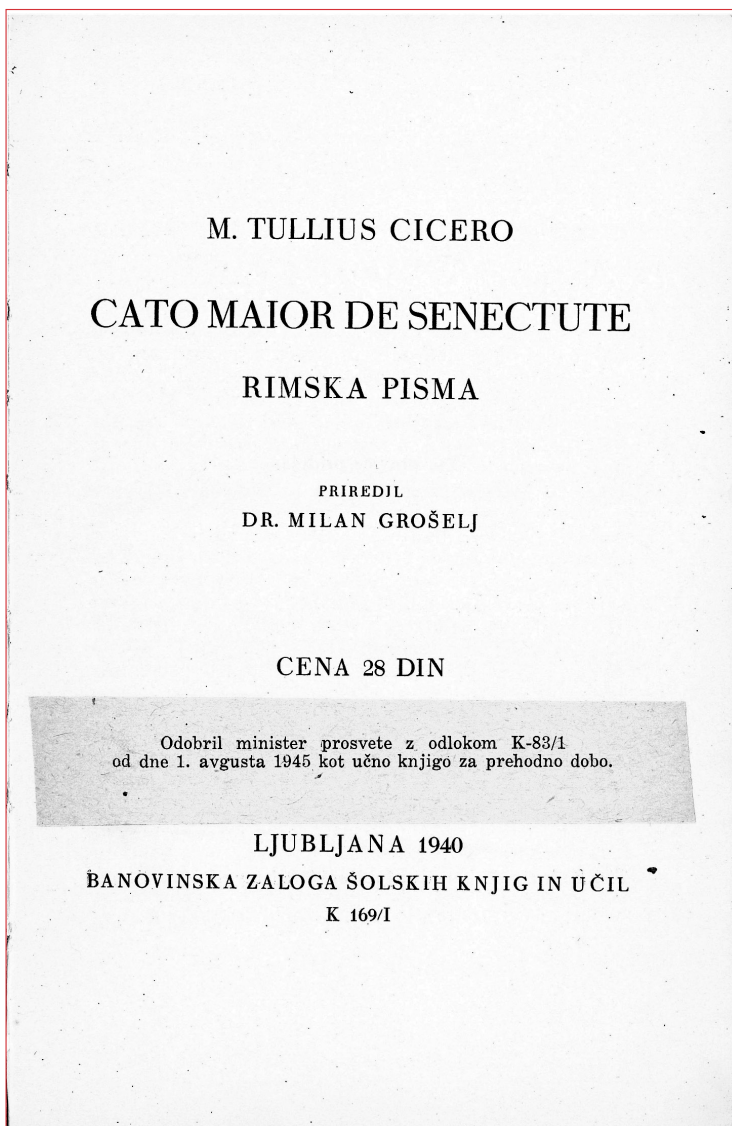 M. TULLIUS CICERO
CATO MAIOR DE SENECTUTE
RIMSKA PISMA
PRIREDIL
DR. MILAN GROŠELJ
CENA 28 DIN
Odobril minister prosvete z odlokom K-83/1
od dne 1. avgusta 1945 kot učno knjigo za prehodno dobo.
LJUBLJANA 1940
BANOVINSKA ZALOGA ŠOLSKIH KNJIG IN UČIL
K 169/I